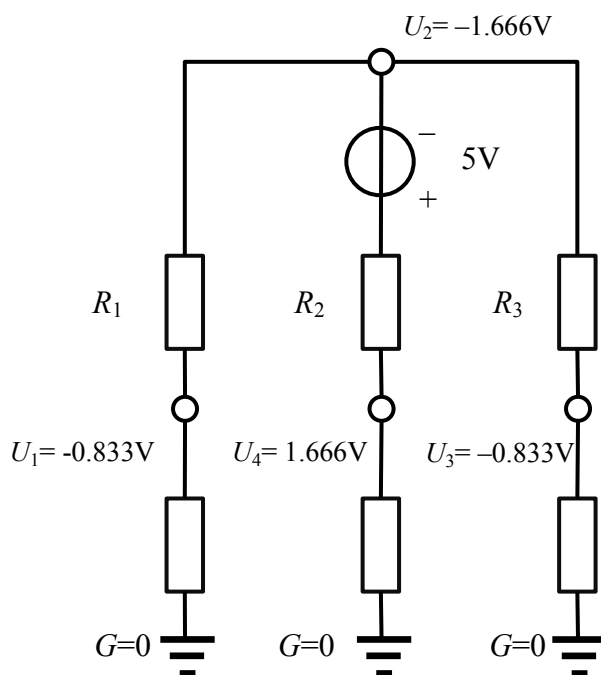 U₂= –1.666V
–
5V
+
R₁
R₂
R₃
U₁= -0.833V
U₄= 1.666V
U₃= –0.833V
G=0
G=0
G=0